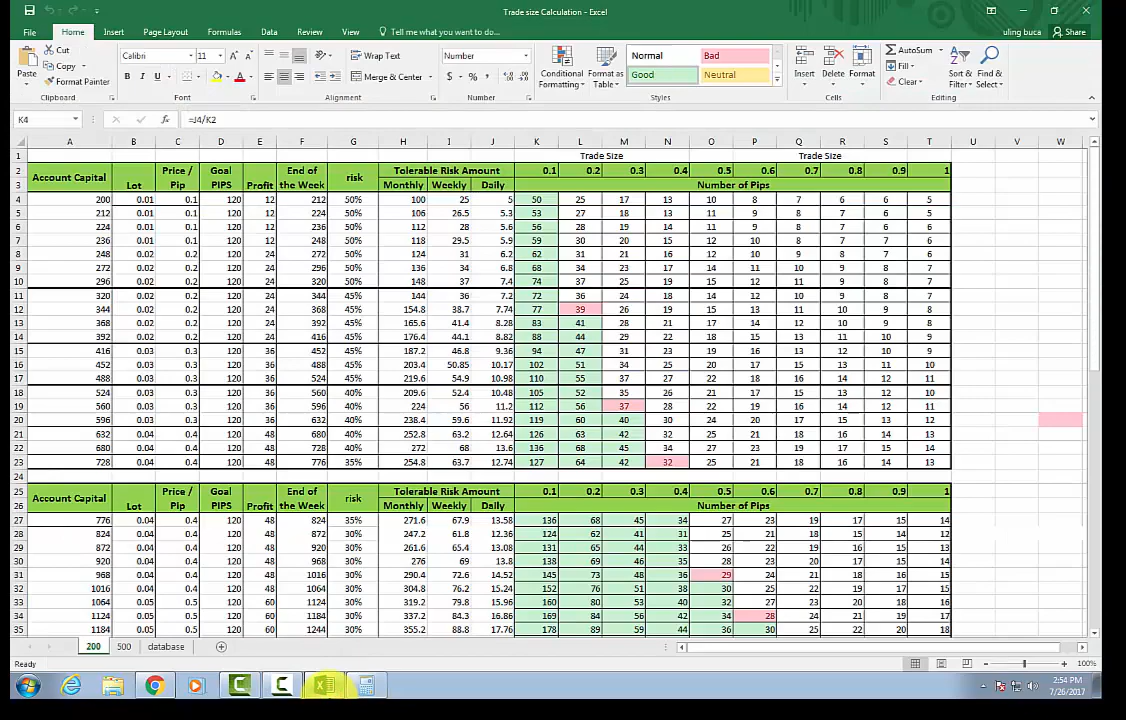 Trade size Calculation - Excel
File Home Insert Page Layout Formulas Data Review View Tell me what you want to do... uling buca Share
Cut
Copy
Format Painter
Paste
Clipboard
Calibri 11
B I U
Font
Wrap Text
Merge & Center
Alignment
Number
$ % ,
Number
Conditional Formatting
Format as Table
Normal Bad
Good Neutral
Styles
Insert Delete Format
Cells
AutoSum
Fill
Clear
Sort & Filter
Find & Select
Editing
K4 fx =J4/K2
A B C D E F G H I J K L M N O P Q R S T U V W
1 Trade Size Trade Size
2 Account Capital Price / Goal End of risk Tolerable Risk Amount 0.1 0.2 0.3 0.4 0.5 0.6 0.7 0.8 0.9 1
3 Lot Pip PIPS Profit the Week Monthly Weekly Daily Number of Pips
4 200 0.01 0.1 120 12 212 50% 100 25 5 50 25 17 13 10 8 7 6 6 5
5 212 0.01 0.1 120 12 224 50% 106 26.5 5.3 53 27 18 13 11 9 8 7 6 5
6 224 0.01 0.1 120 12 236 50% 112 28 5.6 56 28 19 14 11 9 8 7 6 6
7 236 0.01 0.1 120 12 248 50% 118 29.5 5.9 59 30 20 15 12 10 8 7 7 6
8 248 0.02 0.2 120 24 272 50% 124 31 6.2 62 31 21 16 12 10 9 8 7 6
9 272 0.02 0.2 120 24 296 50% 136 34 6.8 68 34 23 17 14 11 10 9 8 7
10 296 0.02 0.2 120 24 320 50% 148 37 7.4 74 37 25 19 15 12 11 9 8 7
11 320 0.02 0.2 120 24 344 45% 144 36 7.2 72 36 24 18 14 12 10 9 8 7
12 344 0.02 0.2 120 24 368 45% 154.8 38.7 7.74 77 39 26 19 15 13 11 10 9 8
13 368 0.02 0.2 120 24 392 45% 165.6 41.4 8.28 83 41 28 21 17 14 12 10 9 8
14 392 0.02 0.2 120 24 416 45% 176.4 44.1 8.82 88 44 29 22 18 15 13 11 10 9
15 416 0.03 0.3 120 36 452 45% 187.2 46.8 9.36 94 47 31 23 19 16 13 12 10 9
16 452 0.03 0.3 120 36 488 45% 203.4 50.85 10.17 102 51 34 25 20 17 15 13 11 10
17 488 0.03 0.3 120 36 524 45% 219.6 54.9 10.98 110 55 37 27 22 18 16 14 12 11
18 524 0.03 0.3 120 36 560 40% 209.6 52.4 10.48 105 52 35 26 21 17 15 13 12 10
19 560 0.03 0.3 120 36 596 40% 224 56 11.2 112 56 37 28 22 19 16 14 12 11
20 596 0.03 0.3 120 36 632 40% 238.4 59.6 11.92 119 60 40 30 24 20 17 15 13 12
21 632 0.04 0.4 120 48 680 40% 252.8 63.2 12.64 126 63 42 32 25 21 18 16 14 13
22 680 0.04 0.4 120 48 728 40% 272 68 13.6 136 68 45 34 27 23 19 17 15 14
23 728 0.04 0.4 120 48 776 35% 254.8 63.7 12.74 127 64 42 32 25 21 18 16 14 13
24
25 Account Capital Price / Goal End of risk Tolerable Risk Amount 0.1 0.2 0.3 0.4 0.5 0.6 0.7 0.8 0.9 1
26 Lot Pip PIPS Profit the Week Monthly Weekly Daily Number of Pips
27 776 0.04 0.4 120 48 824 35% 271.6 67.9 13.58 136 68 45 34 27 23 19 17 15 14
28 824 0.04 0.4 120 48 872 30% 247.2 61.8 12.36 124 62 41 31 25 21 18 15 14 12
29 872 0.04 0.4 120 48 920 30% 261.6 65.4 13.08 131 65 44 33 26 22 19 16 15 13
30 920 0.04 0.4 120 48 968 30% 276 69 13.8 138 69 46 35 28 23 20 17 15 14
31 968 0.04 0.4 120 48 1016 30% 290.4 72.6 14.52 145 73 48 36 29 24 21 18 16 15
32 1016 0.04 0.4 120 48 1064 30% 304.8 76.2 15.24 152 76 51 38 30 25 22 19 17 15
33 1064 0.05 0.5 120 60 1124 30% 319.2 79.8 15.96 160 80 53 40 32 27 23 20 18 16
34 1124 0.05 0.5 120 60 1184 30% 337.2 84.3 16.86 169 84 56 42 34 28 24 21 19 17
35 1184 0.05 0.5 120 60 1244 30% 355.2 88.8 17.76 178 89 59 44 36 30 25 22 20 18
200 500 database
Ready 100%
2:54 PM
7/26/2017